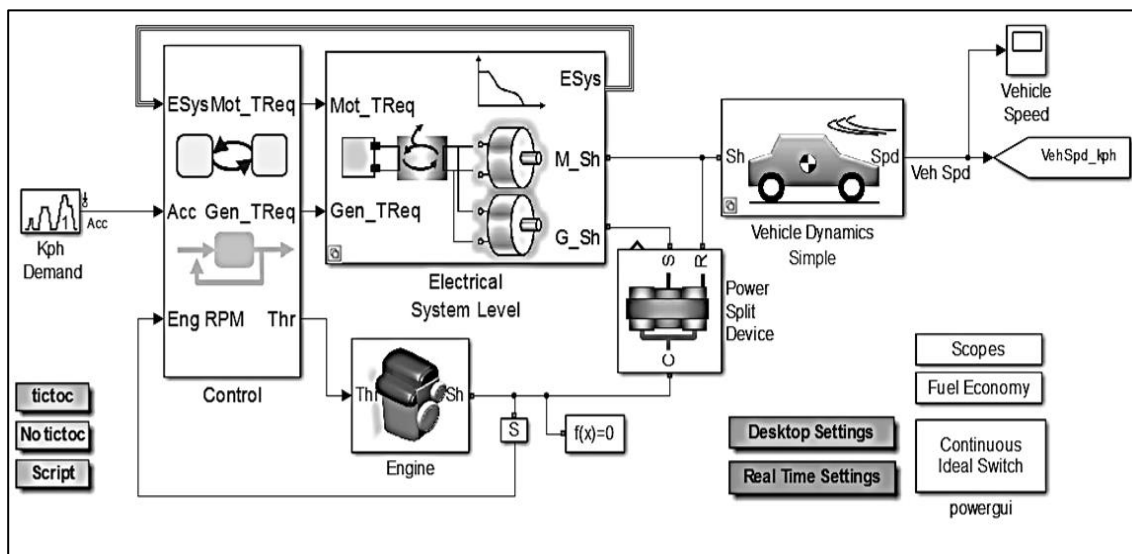 ESys Mot_TReq
Acc Gen_TReq
Eng RPM Thr
Control
Acc
Kph
Demand
Mot_TReq
Gen_TReq
ESys
M_Sh
G_Sh
Electrical
System Level
Sh
Spd
Vehicle Dynamics
Simple
Veh Spd
Vehicle
Speed
VehSpd_kph
S
R
C
Power
Split
Device
Thr
Sh
Engine
S
f(x)=0
tictoc
No tictoc
Script
Desktop Settings
Real Time Settings
Scopes
Fuel Economy
Continuous
Ideal Switch
powergui